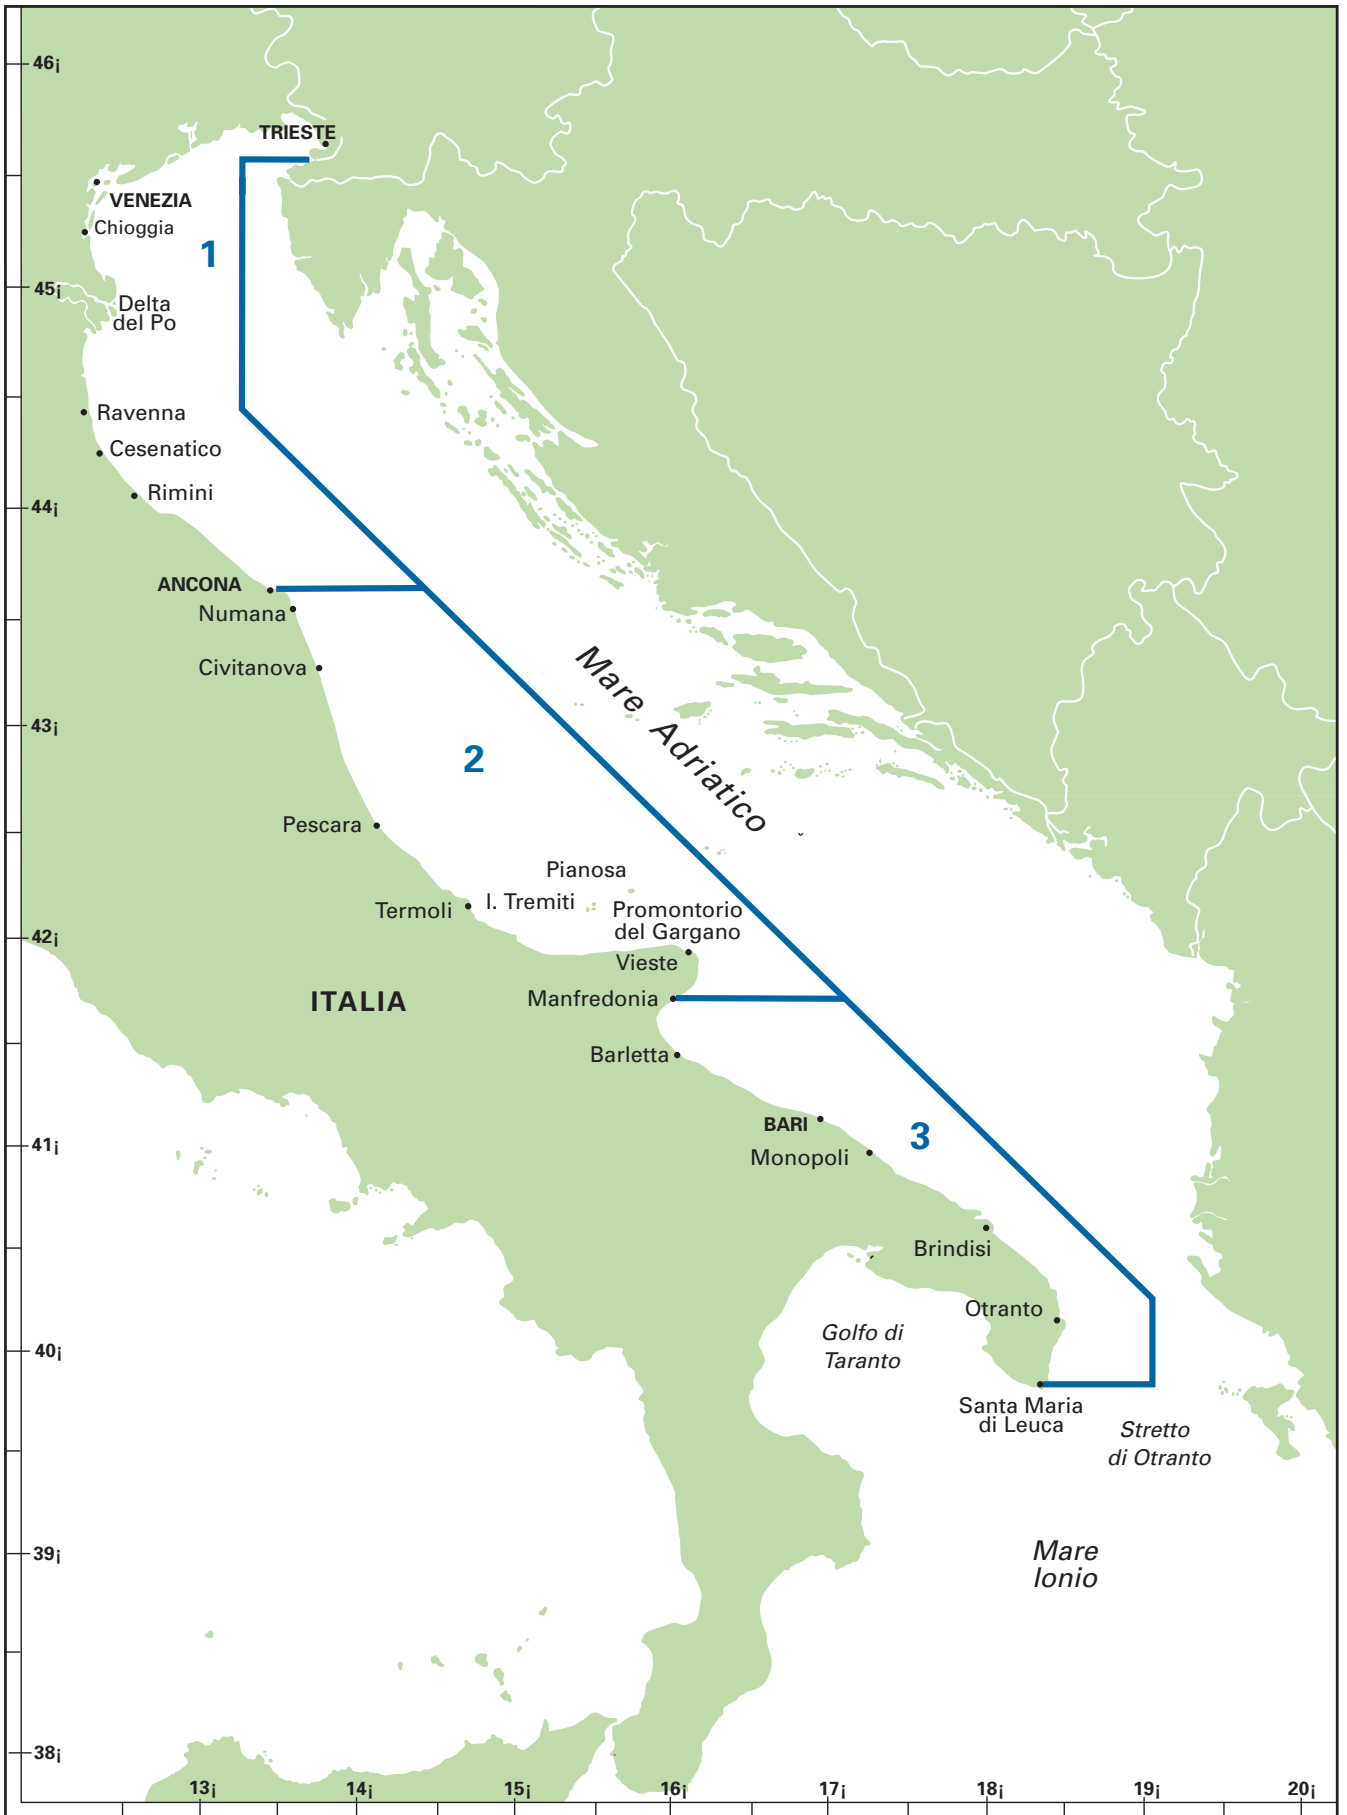 46¡
TRIESTE
VENEZIA
Chioggia
1
45¡
Delta
del Po
Ravenna
Cesenatico
Rimini
44¡
ANCONA
Numana
Civitanova
Mare Adriatico
43¡
2
Pescara
Pianosa
I. Tremiti
Termoli
Promontorio
del Gargano
42¡
Vieste
ITALIA
Manfredonia
Barletta
BARI
3
41¡
Monopoli
Brindisi
Otranto
Golfo di
Taranto
40¡
Santa Maria
di Leuca
Stretto
di Otranto
39¡
Mare
Ionio
38¡
13¡
14¡
15¡
16¡
17¡
18¡
19¡
20¡